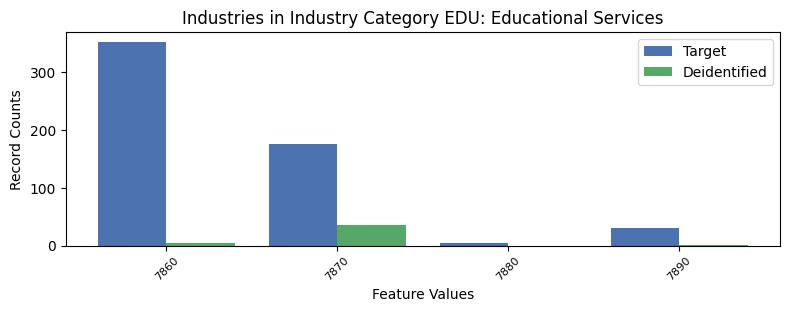 Industries in Industry Category EDU: Educational Services
Target
Deidentified
Record Counts
300
200
100
0
7860
7870
7880
7890
Feature Values